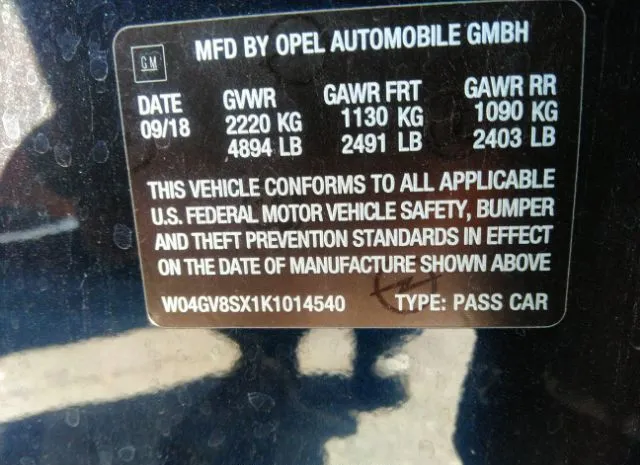 GM
MFD BY OPEL AUTOMOBILE GMBH
DATE GVWR GAWR FRT GAWR RR
09/18 2220 KG 1130 KG 1090 KG
4894 LB 2491 LB 2403 LB
THIS VEHICLE CONFORMS TO ALL APPLICABLE
U.S. FEDERAL MOTOR VEHICLE SAFETY, BUMPER
AND THEFT PREVENTION STANDARDS IN EFFECT
ON THE DATE OF MANUFACTURE SHOWN ABOVE
W04GV8SX1K1014540 TYPE: PASS CAR